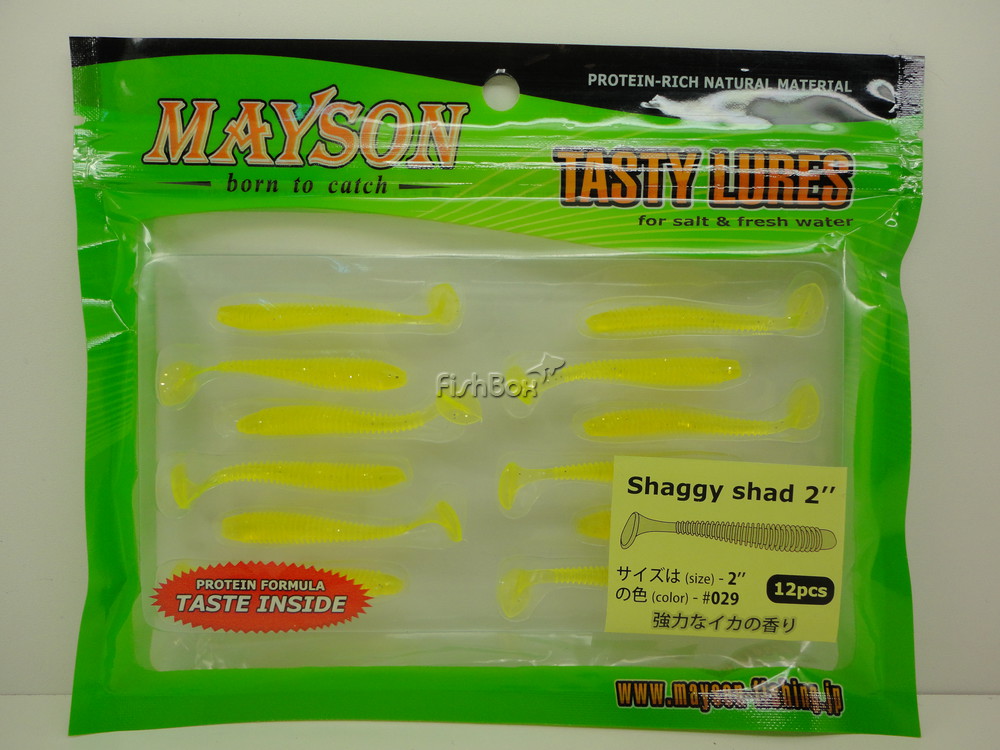 PROTEIN-RICH NATURAL MATERIAL
MAYSON
born to catch
TASTY LURES
for salt & fresh water
FishBox
Shaggy shad 2’’
サイズは (size) - 2’’
の色 (color) - #029
12pcs
強力なイカの香り
PROTEIN FORMULA
TASTE INSIDE
www.mayson-fishing.jp